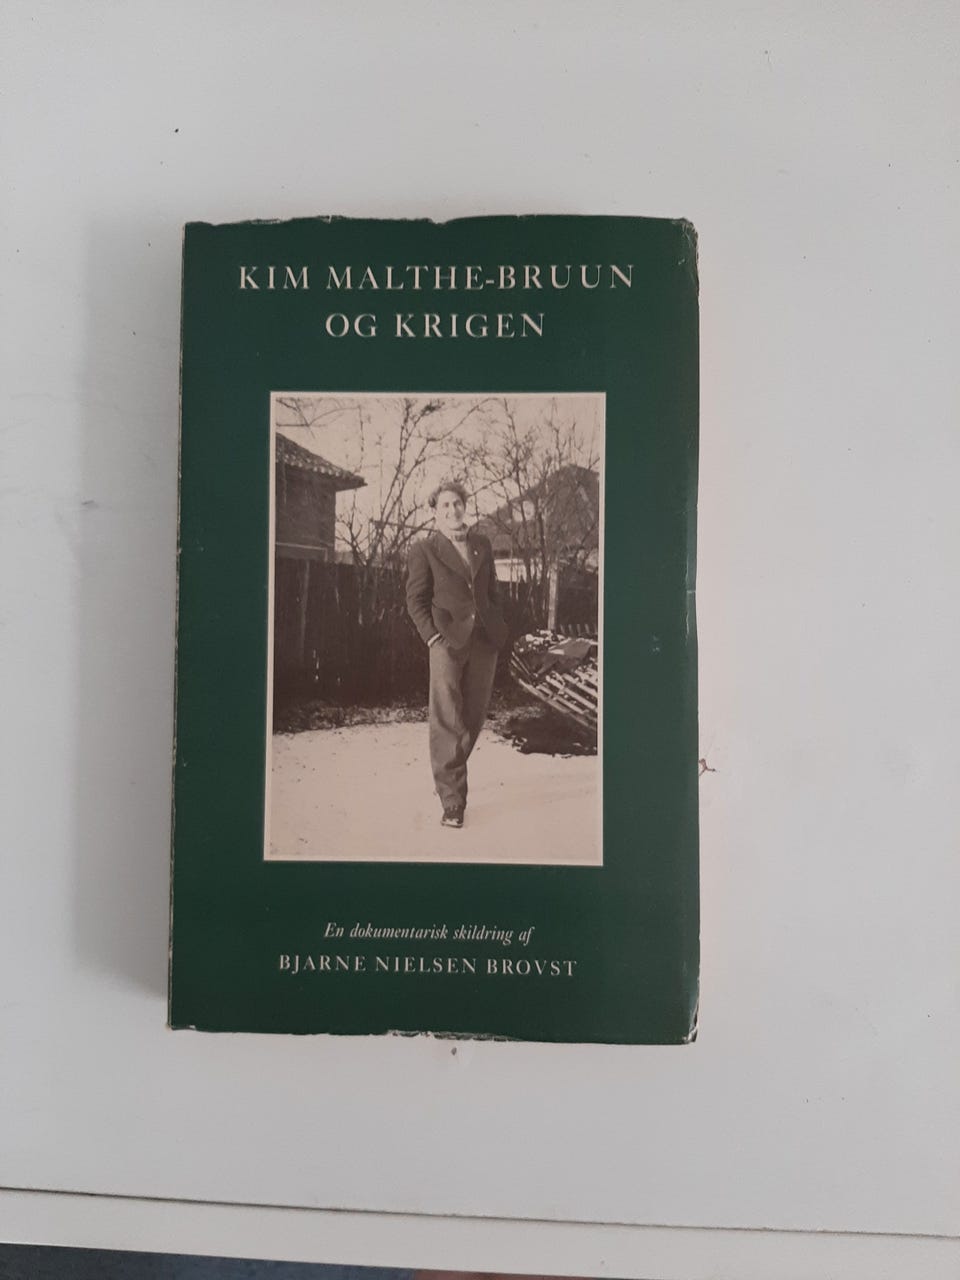 KIM MALTHE-BRUUN
OG KRIGEN
En dokumentarisk skildring af
BJARNE NIELSEN BROVST